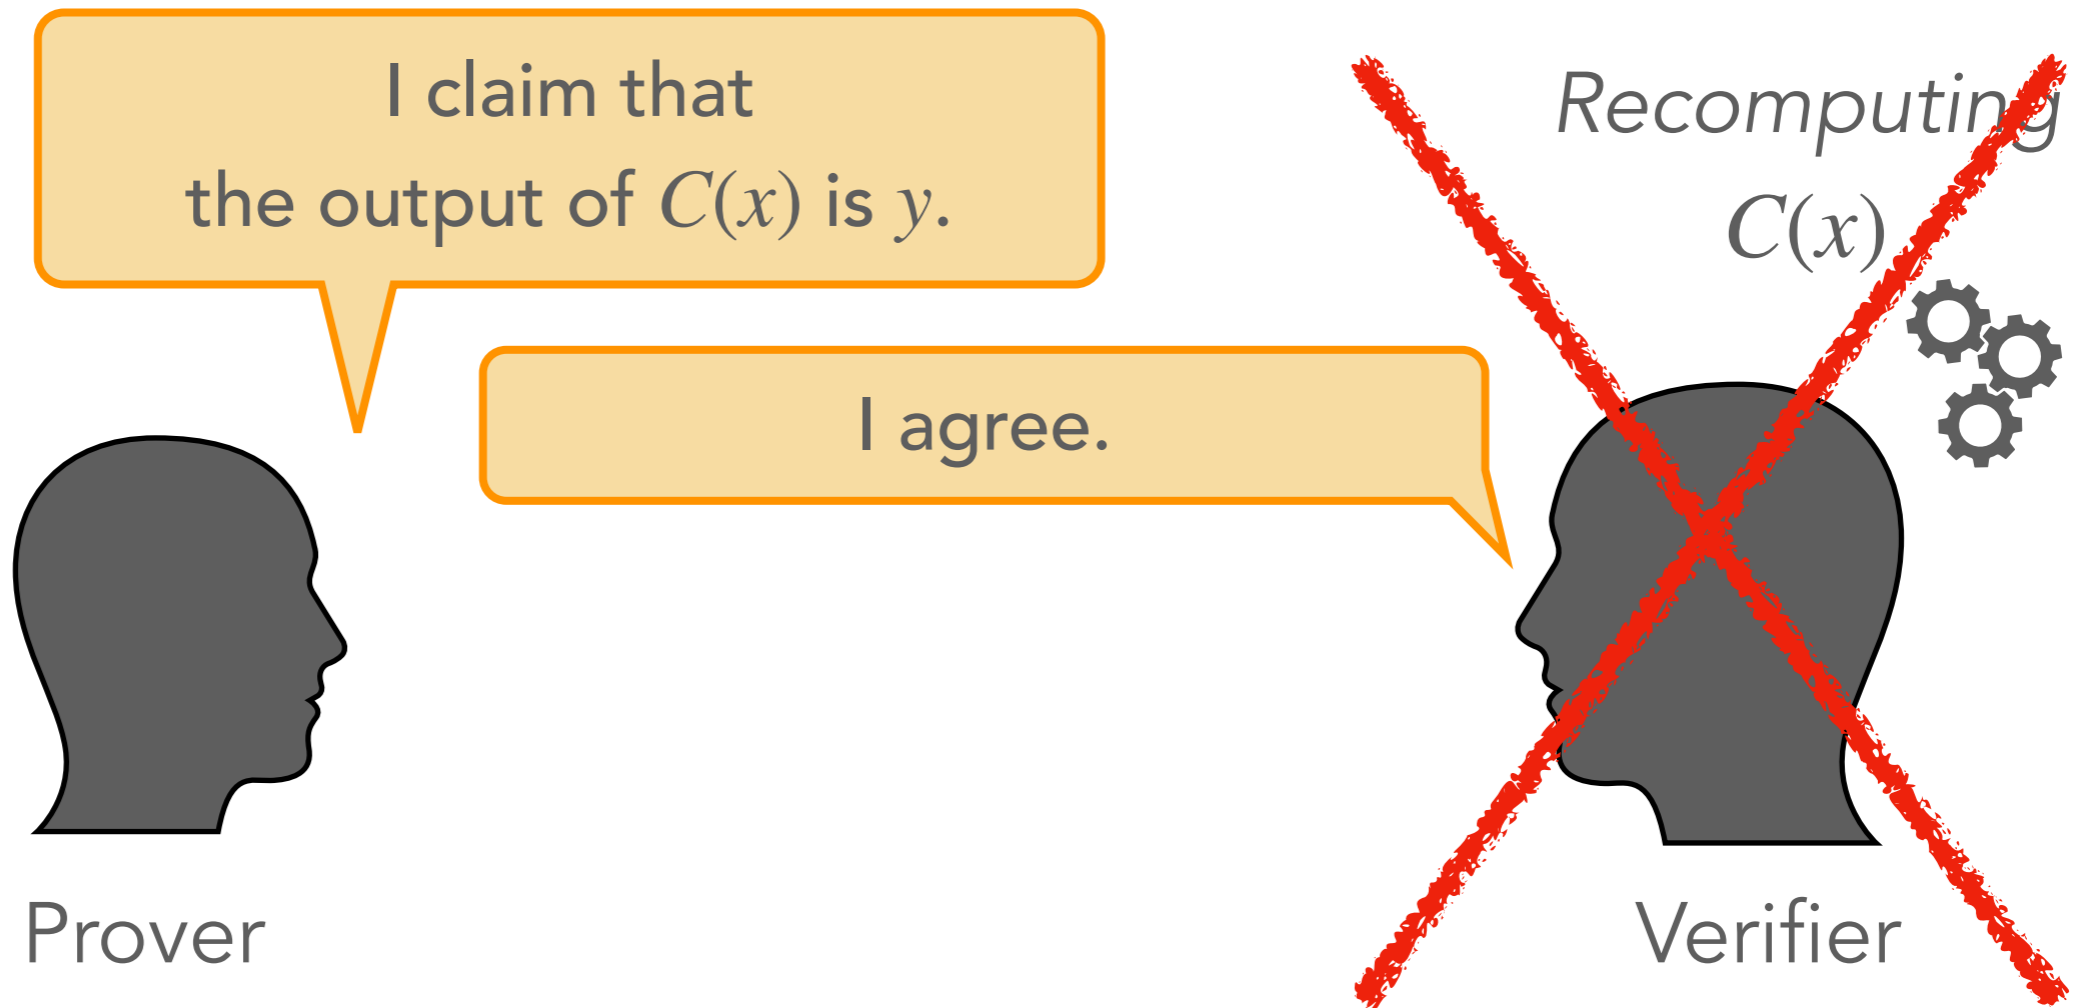 I claim that
the output of C(x) is y.
Recomputing
C(x)
I agree.
Prover
Verifier